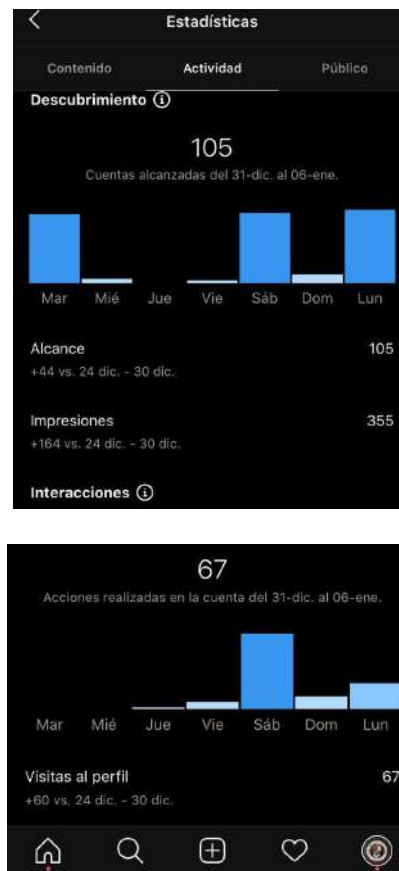 Estadísticas
Contenido Actividad Público
Descubrimiento
105
Cuentas alcanzadas del 31-dic. al 06-ene.
Mar Mié Jue Vie Sáb Dom Lun
Alcance 105
+44 vs. 24 dic. - 30 dic.
Impresiones 355
+164 vs. 24 dic. - 30 dic.
Interacciones
67
Acciones realizadas en la cuenta del 31-dic. al 06-ene.
Mar Mié Jue Vie Sáb Dom Lun
Visitas al perfil 67
+60 vs. 24 dic. - 30 dic.